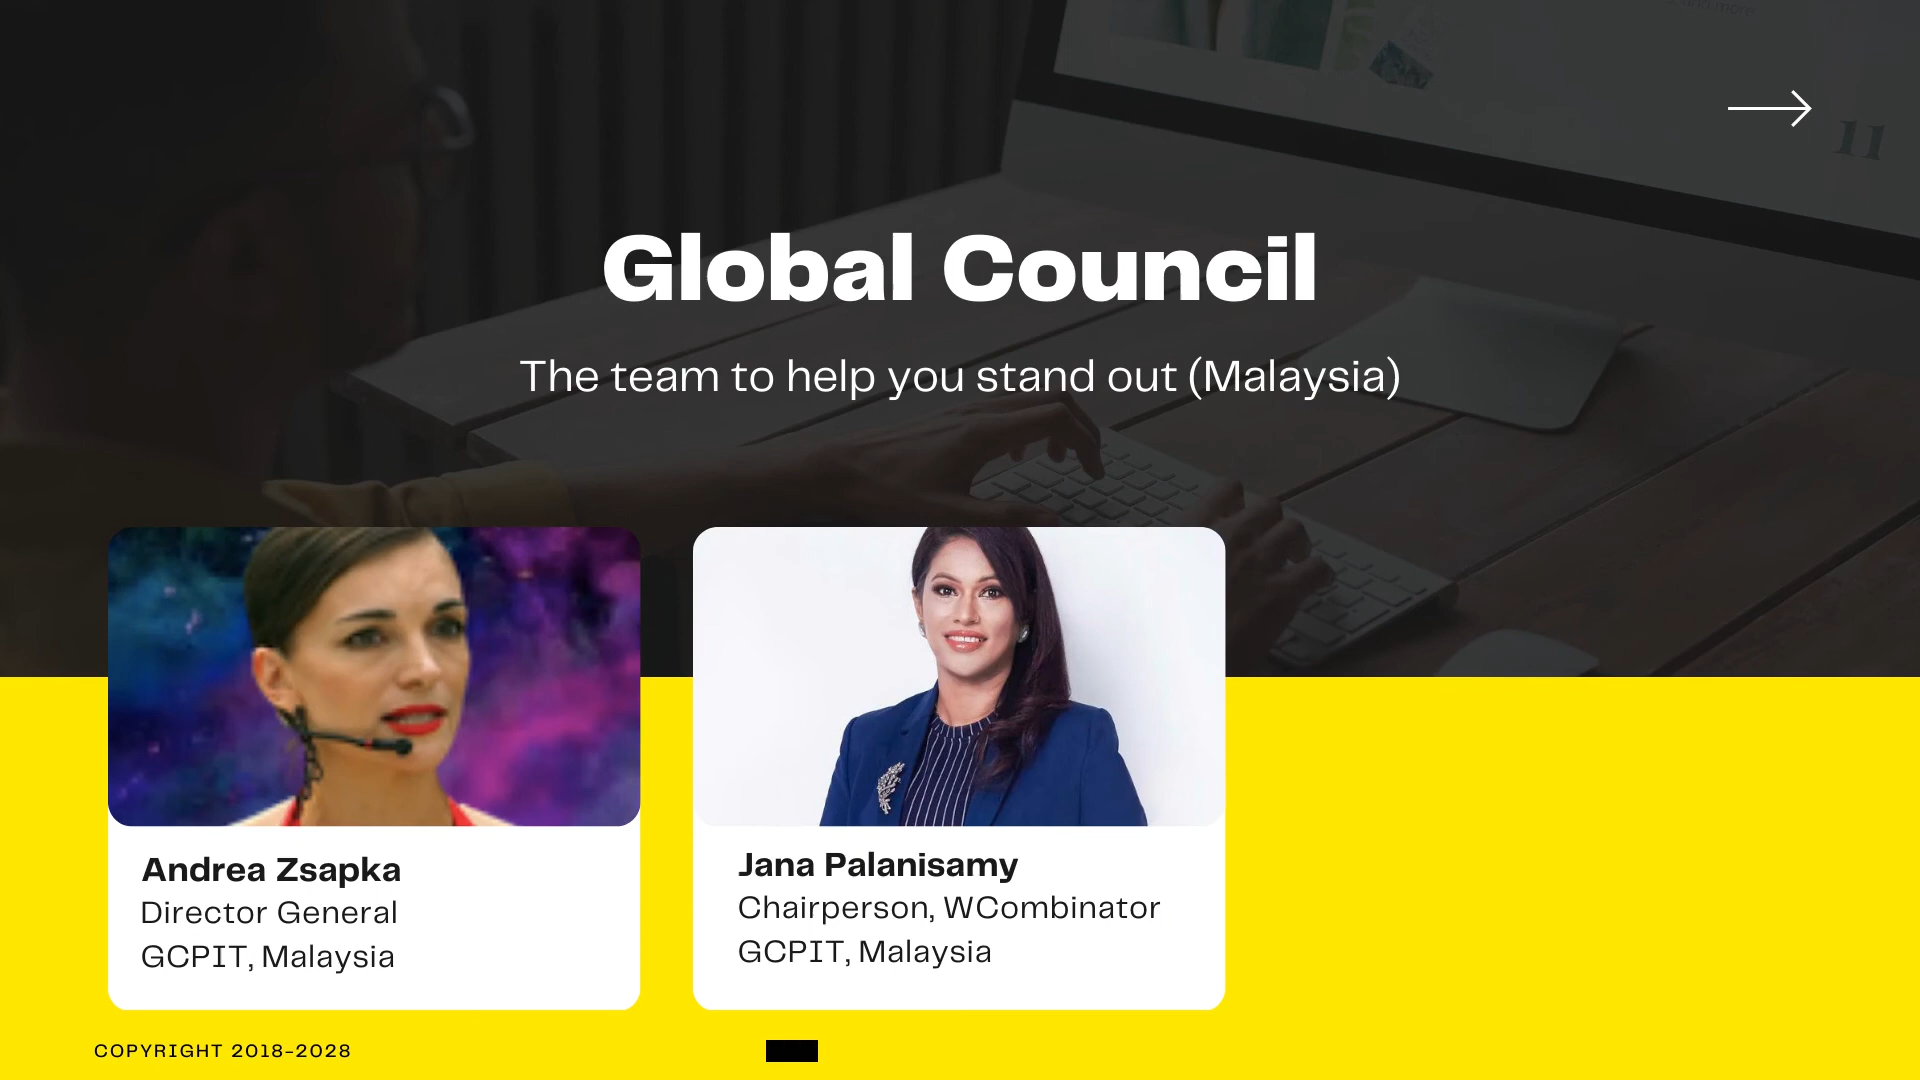 11
Global Council
The team to help you stand out (Malaysia)
Andrea Zsapka
Director General
GCPIT, Malaysia
Jana Palanisamy
Chairperson, WCombinator
GCPIT, Malaysia
COPYRIGHT 2018-2028